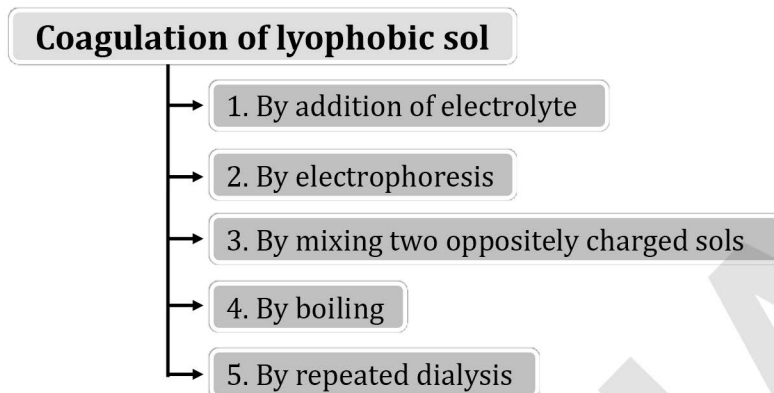 Coagulation of lyophobic sol
1. By addition of electrolyte
2. By electrophoresis
3. By mixing two oppositely charged sols
4. By boiling
5. By repeated dialysis